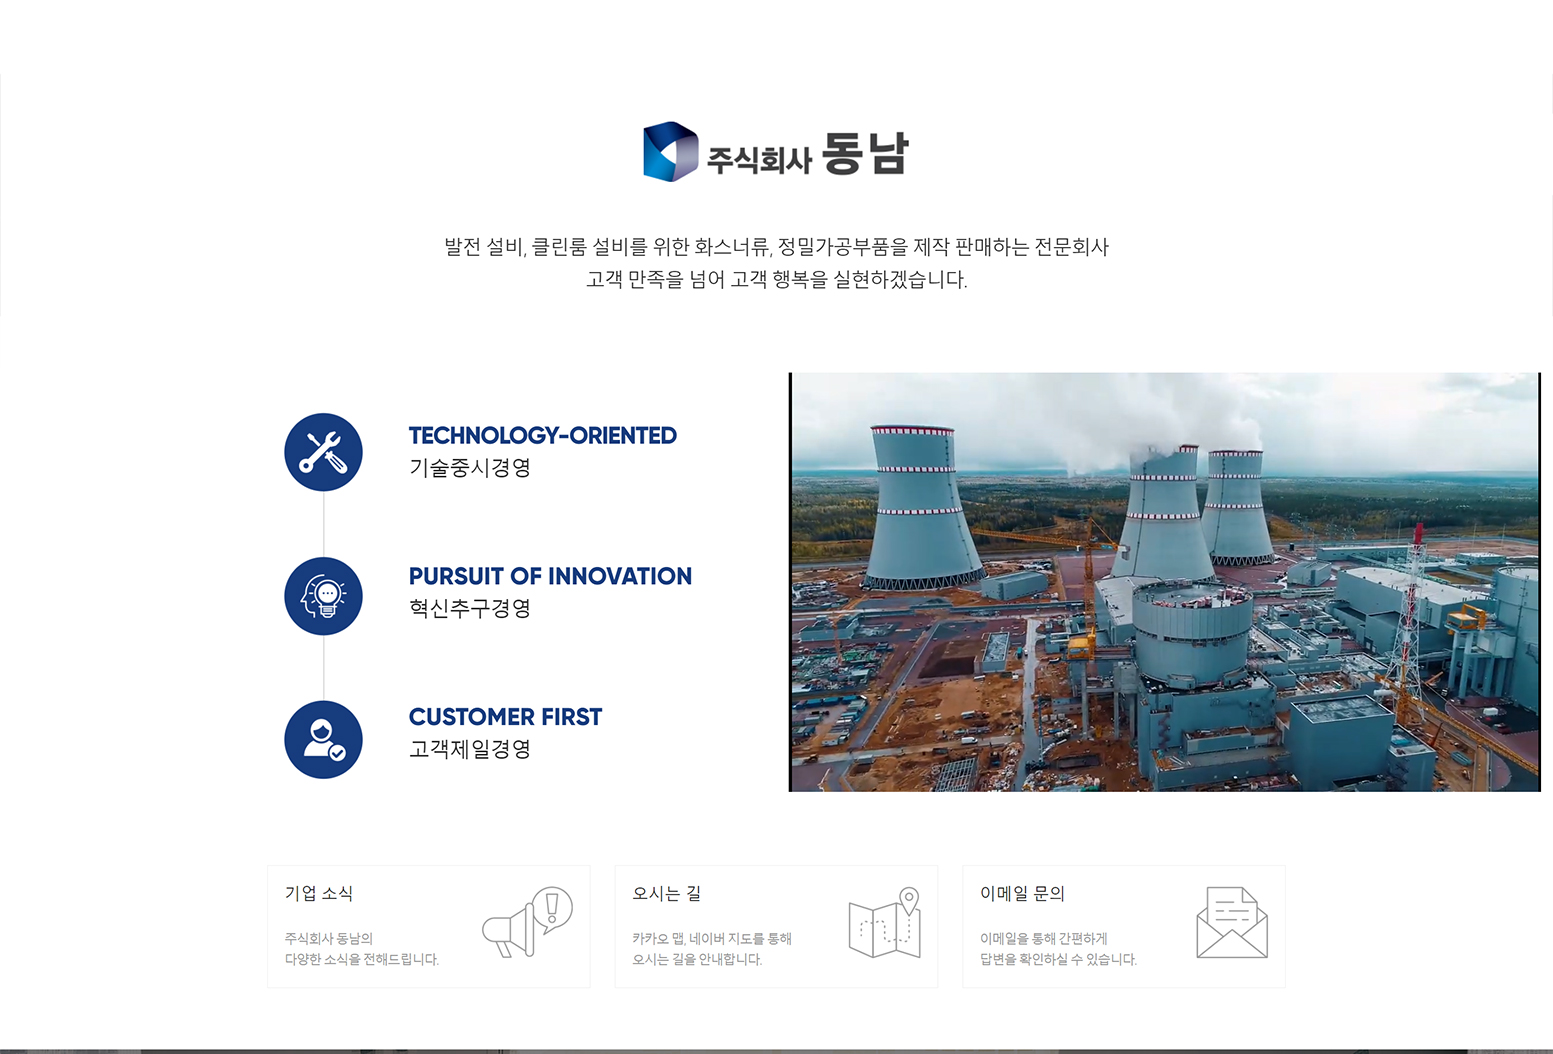 주식회사 동남
발전 설비, 클린룸 설비를 위한 화스너류, 정밀가공부품을 제작 판매하는 전문회사
고객 만족을 넘어 고객 행복을 실현하겠습니다.
TECHNOLOGY-ORIENTED
기술중시경영
PURSUIT OF INNOVATION
혁신추구경영
CUSTOMER FIRST
고객제일경영
기업 소식
주식회사 동남의
다양한 소식을 전해드립니다.
오시는 길
카카오 맵, 네이버 지도를 통해
오시는 길을 안내합니다.
이메일 문의
이메일을 통해 간편하게
답변을 확인하실 수 있습니다.